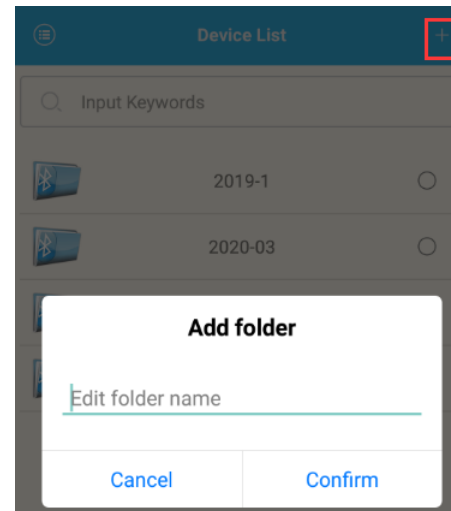 Device List
+
Input Keywords
2019-1
2020-03
Add folder
Edit folder name
Cancel Confirm